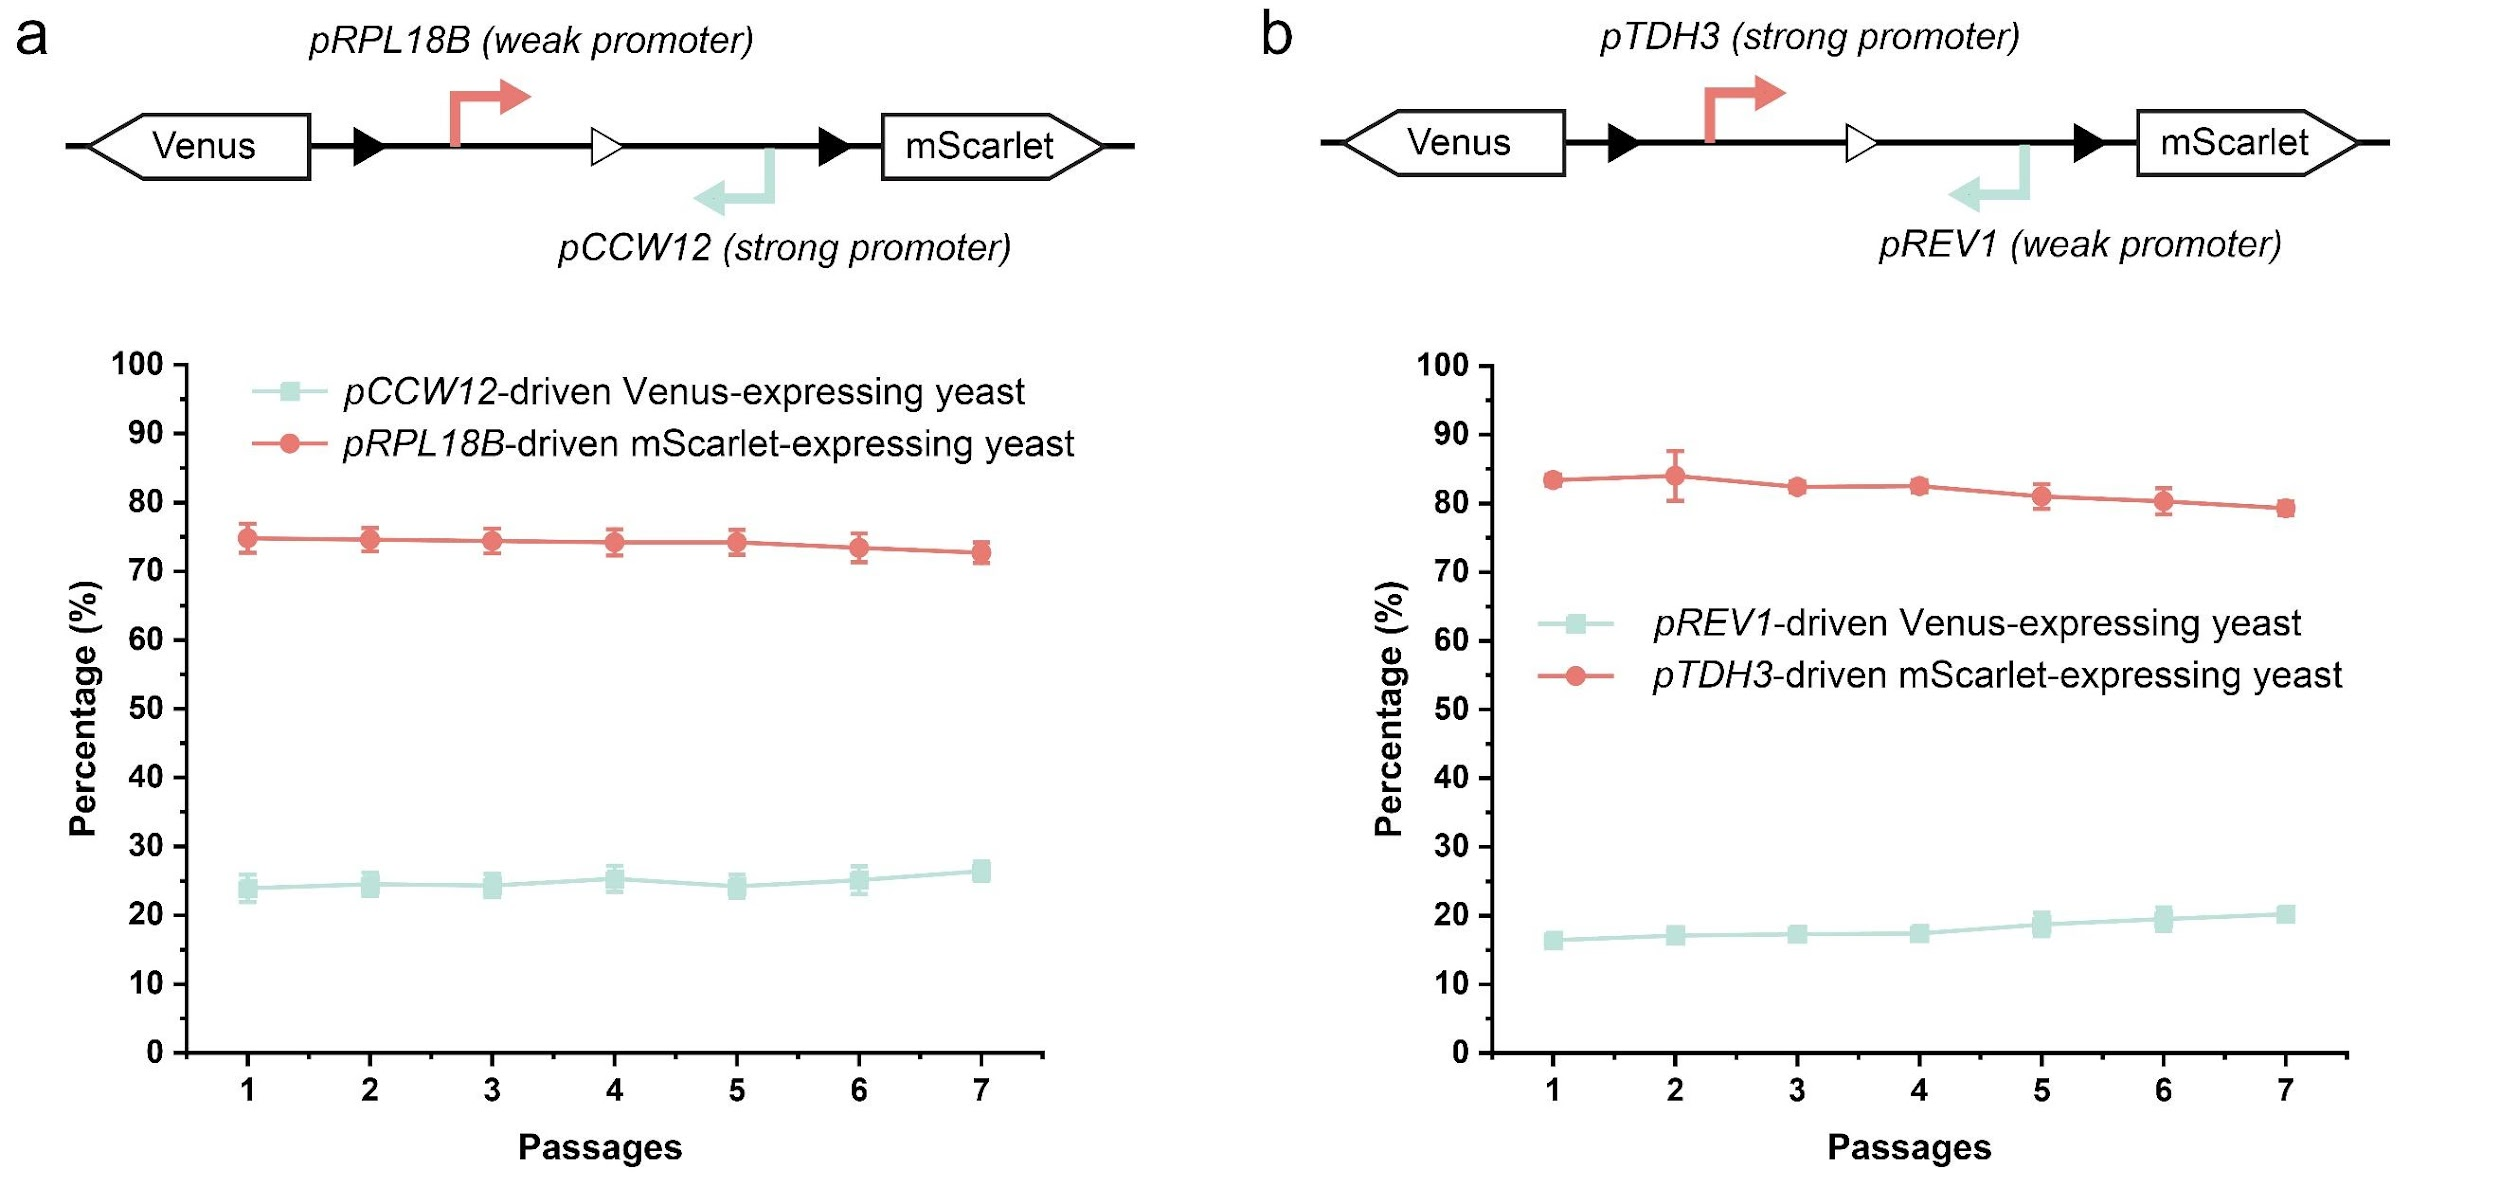 a
pRPL18B (weak promoter)
Venus
mScarlet
pCCW12 (strong promoter)
100
90
80
70
60
50
40
30
20
10
0
Percentage (%)
pCCW12-driven Venus-expressing yeast
pRPL18B-driven mScarlet-expressing yeast
1 2 3 4 5 6 7
Passages
b
pTDH3 (strong promoter)
Venus
mScarlet
pREV1 (weak promoter)
100
90
80
70
60
50
40
30
20
10
0
Percentage (%)
pREV1-driven Venus-expressing yeast
pTDH3-driven mScarlet-expressing yeast
1 2 3 4 5 6 7
Passages